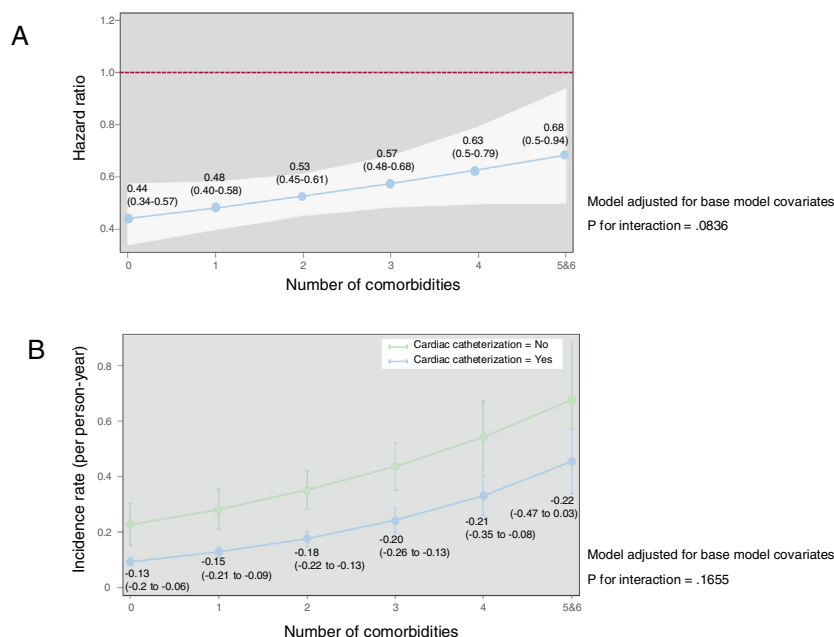 A
Hazard ratio
1.2
1.0
0.8
0.6
0.4
0.44
(0.34-0.57)
0.48
(0.40-0.58)
0.53
(0.45-0.61)
0.57
(0.48-0.68)
0.63
(0.5-0.79)
0.68
(0.5-0.94)
0 1 2 3 4 5&6
Number of comorbidities
Model adjusted for base model covariates
P for interaction = .0836
B
Incidence rate (per person-year)
Cardiac catheterization = No
Cardiac catheterization = Yes
0.8
0.6
0.4
0.2
0
-0.13
(-0.2 to -0.06)
-0.15
(-0.21 to -0.09)
-0.18
(-0.22 to -0.13)
-0.20
(-0.26 to -0.13)
-0.21
(-0.35 to -0.08)
-0.22
(-0.47 to 0.03)
0 1 2 3 4 5&6
Number of comorbidities
Model adjusted for base model covariates
P for interaction = .1655